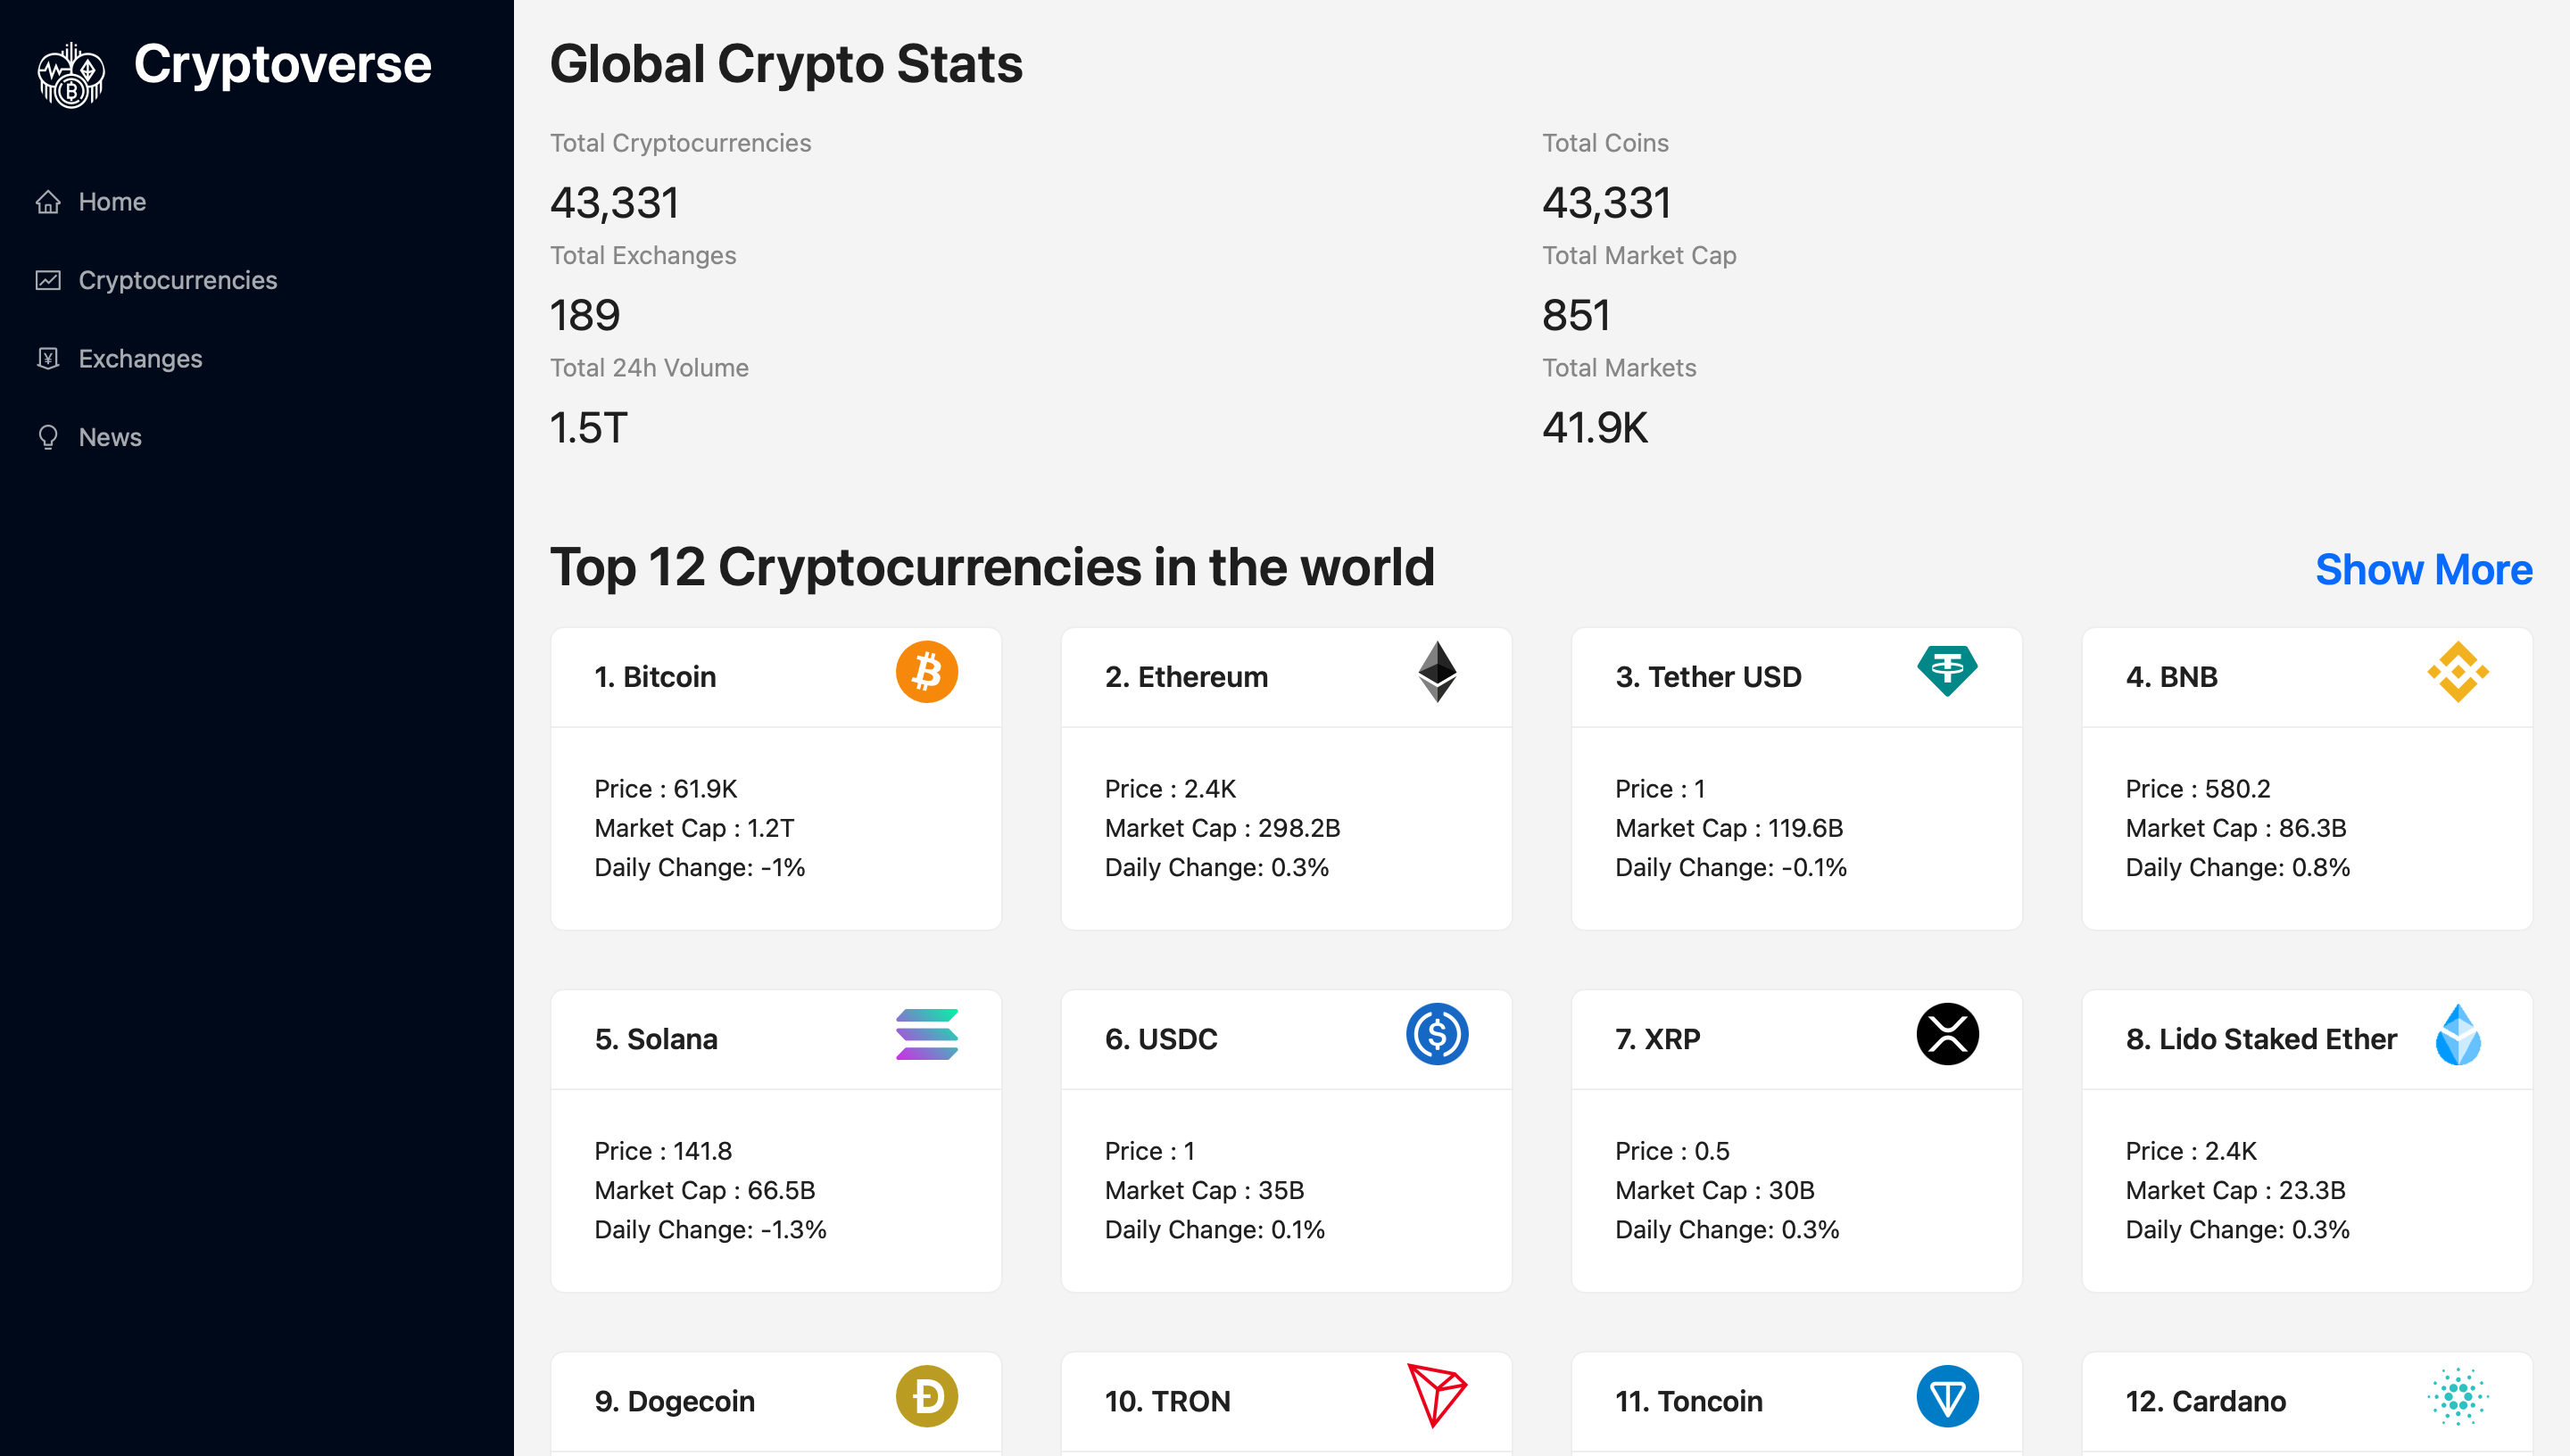 Cryptoverse
Home
Cryptocurrencies
Exchanges
News
Global Crypto Stats
Total Cryptocurrencies
43,331
Total Coins
43,331
Total Exchanges
189
Total Market Cap
851
Total 24h Volume
1.5T
Total Markets
41.9K
Top 12 Cryptocurrencies in the world
Show More
1. Bitcoin
Price : 61.9K
Market Cap : 1.2T
Daily Change: -1%
2. Ethereum
Price : 2.4K
Market Cap : 298.2B
Daily Change: 0.3%
3. Tether USD
Price : 1
Market Cap : 119.6B
Daily Change: -0.1%
4. BNB
Price : 580.2
Market Cap : 86.3B
Daily Change: 0.8%
5. Solana
Price : 141.8
Market Cap : 66.5B
Daily Change: -1.3%
6. USDC
Price : 1
Market Cap : 35B
Daily Change: 0.1%
7. XRP
Price : 0.5
Market Cap : 30B
Daily Change: 0.3%
8. Lido Staked Ether
Price : 2.4K
Market Cap : 23.3B
Daily Change: 0.3%
9. Dogecoin
10. TRON
11. Toncoin
12. Cardano